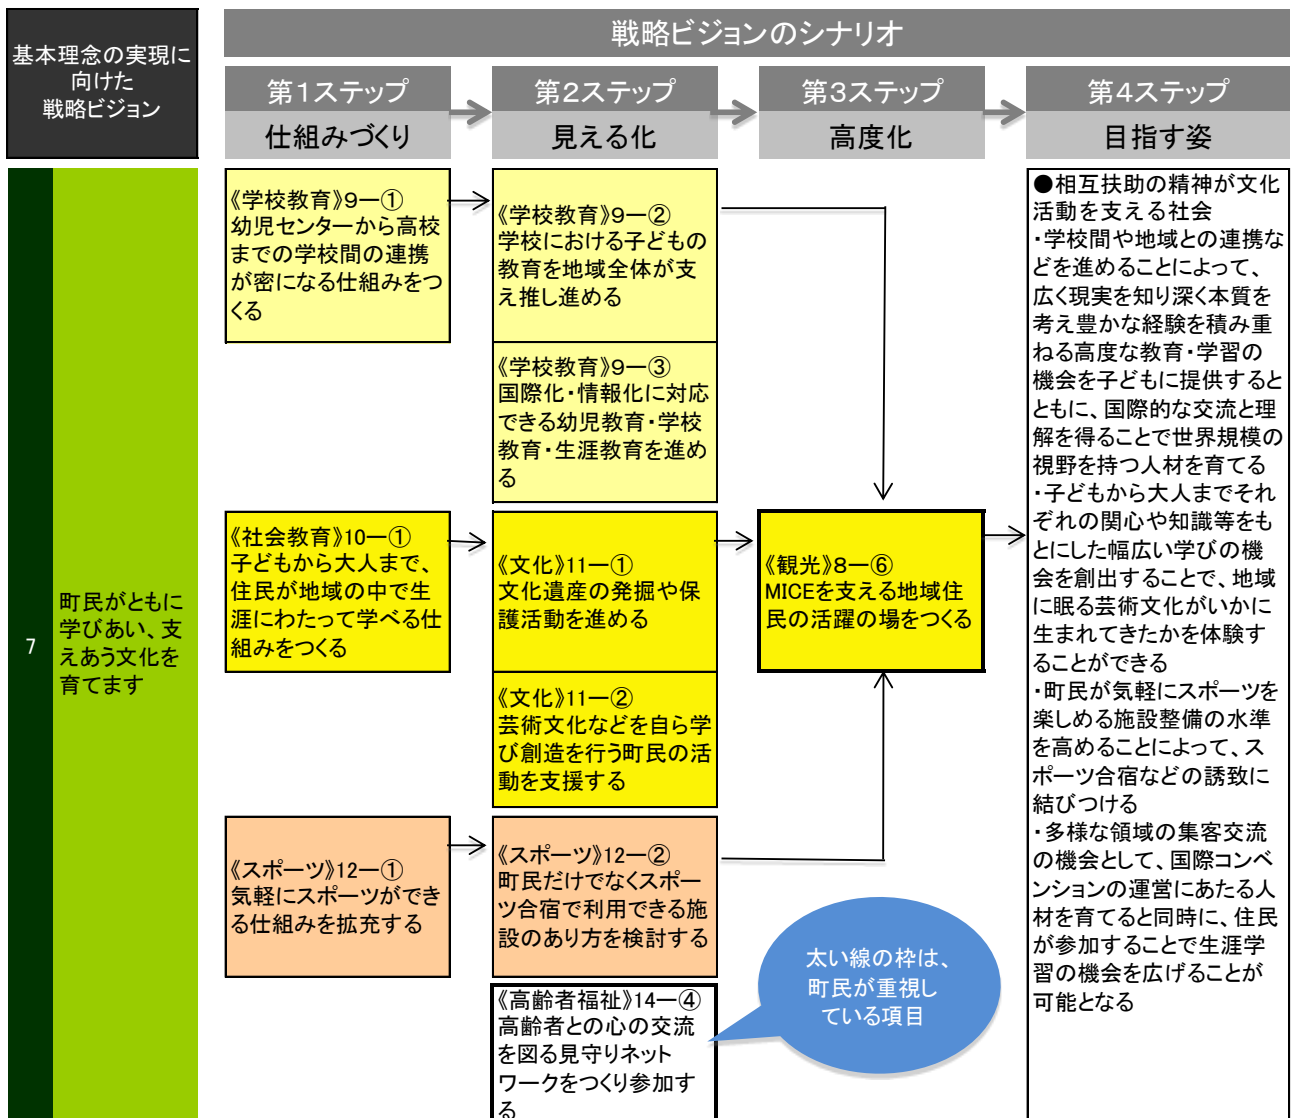 基本理念の実現に
向けた
戦略ビジョン
戦略ビジョンのシナリオ
第1ステップ
仕組みづくり
第2ステップ
見える化
第3ステップ
高度化
第4ステップ
目指す姿
7
町民がともに
学びあい、支
えあう文化を
育てます
《学校教育》9ー①
幼児センターから高校
までの学校間の連携
が密になる仕組みをつ
くる
《学校教育》9ー②
学校における子どもの
教育を地域全体が支
え推し進める
《学校教育》9ー③
国際化・情報化に対応
できる幼児教育・学校
教育・生涯教育を進め
る
《社会教育》10ー①
子どもから大人まで、
住民が地域の中で生
涯にわたって学べる仕
組みをつくる
《文化》11ー①
文化遺産の発掘や保
護活動を進める
《文化》11ー②
芸術文化などを自ら学
び創造を行う町民の活
動を支援する
《観光》8ー⑥
MICEを支える地域住
民の活躍の場をつくる
《スポーツ》12ー①
気軽にスポーツができ
る仕組みを拡充する
《スポーツ》12ー②
町民だけでなくスポー
ツ合宿で利用できる施
設のあり方を検討する
《高齢者福祉》14ー④
高齢者との心の交流
を図る見守りネット
ワークをつくり参加す
る
太い線の枠は、
町民が重視し
ている項目
●相互扶助の精神が文化
活動を支える社会
・学校間や地域との連携な
どを進めることによって、
広く現実を知り深く本質を
考え豊かな経験を積み重
ねる高度な教育・学習の
機会を子どもに提供すると
ともに、国際的な交流と理
解を得ることで世界規模の
視野を持つ人材を育てる
・子どもから大人までそれ
ぞれの関心や知識等をも
とにした幅広い学びの機
会を創出することで、地域
に眠る芸術文化がいかに
生まれてきたかを体験す
ることができる
・町民が気軽にスポーツを
楽しめる施設整備の水準
を高めることによって、ス
ポーツ合宿などの誘致に
結びつける
・多様な領域の集客交流
の機会として、国際コンベ
ンションの運営にあたる人
材を育てると同時に、住民
が参加することで生涯学
習の機会を広げることが
可能となる